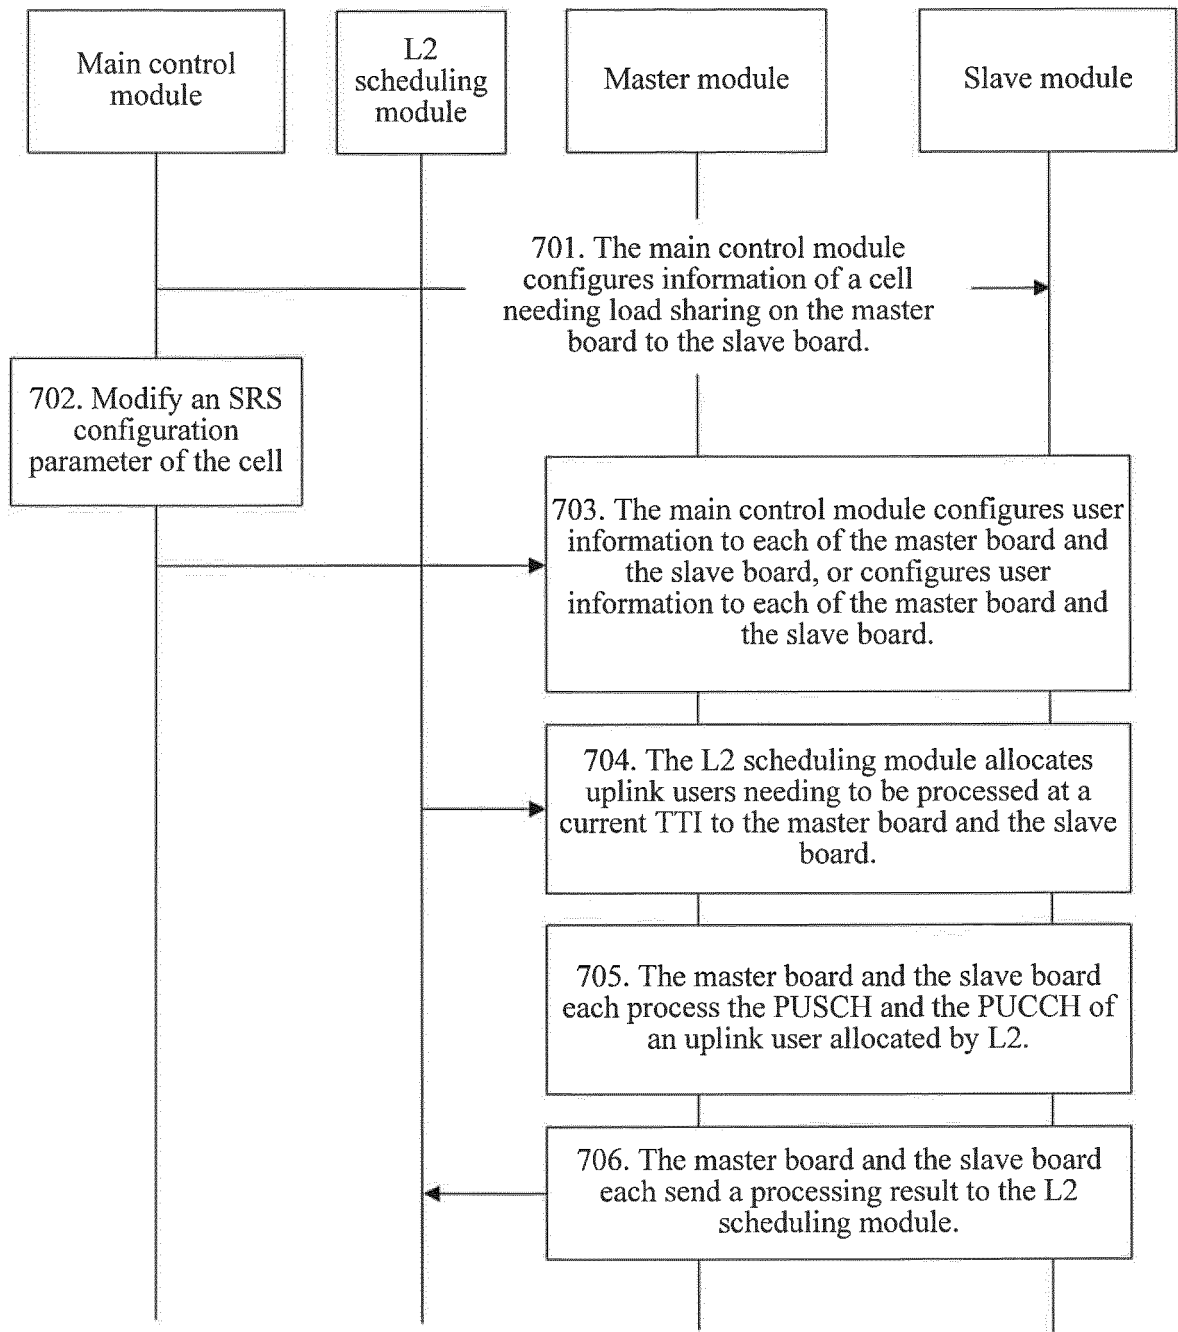 Main control
module
L2
scheduling
module
Master module
Slave module
701. The main control module
configures information of a cell
needing load sharing on the master
board to the slave board.
702. Modify an SRS
configuration
parameter of the cell
703. The main control module configures user
information to each of the master board and
the slave board, or configures user
information to each of the master board and
the slave board.
704. The L2 scheduling module allocates
uplink users needing to be processed at a
current TTI to the master board and the slave
board.
705. The master board and the slave board
each process the PUSCH and the PUCCH of
an uplink user allocated by L2.
706. The master board and the slave board
each send a processing result to the L2
scheduling module.